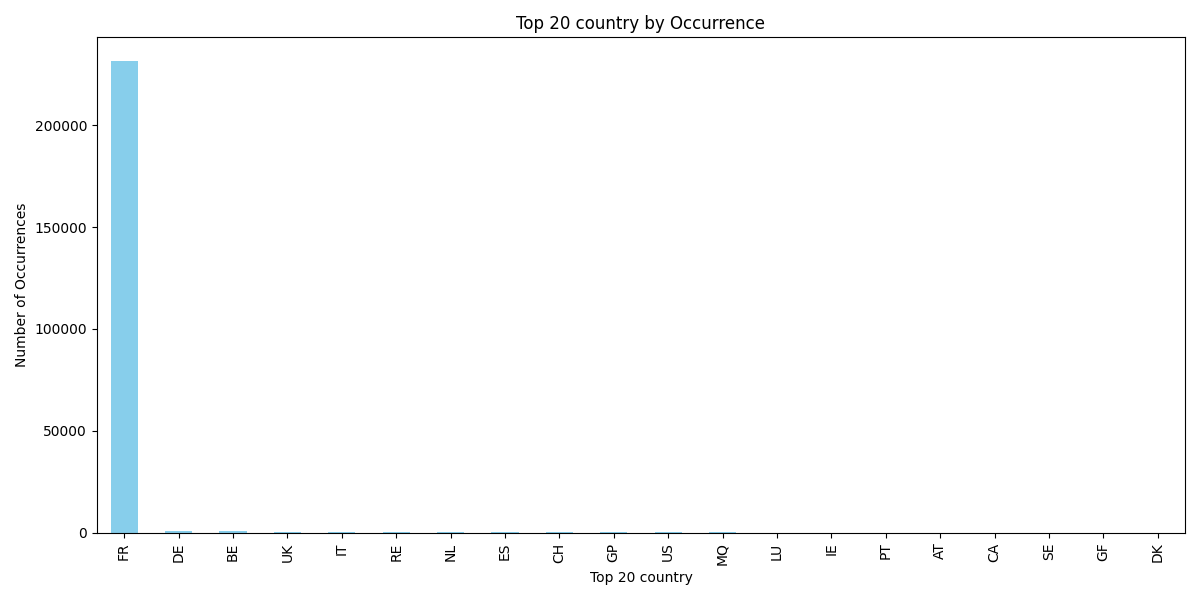 Top 20 country by Occurrence
Number of Occurrences
200000
150000
100000
50000
0
FR DE BE UK IT RE NL ES CH GP US MQ LU IE PT AT CA SE GF DK
Top 20 country